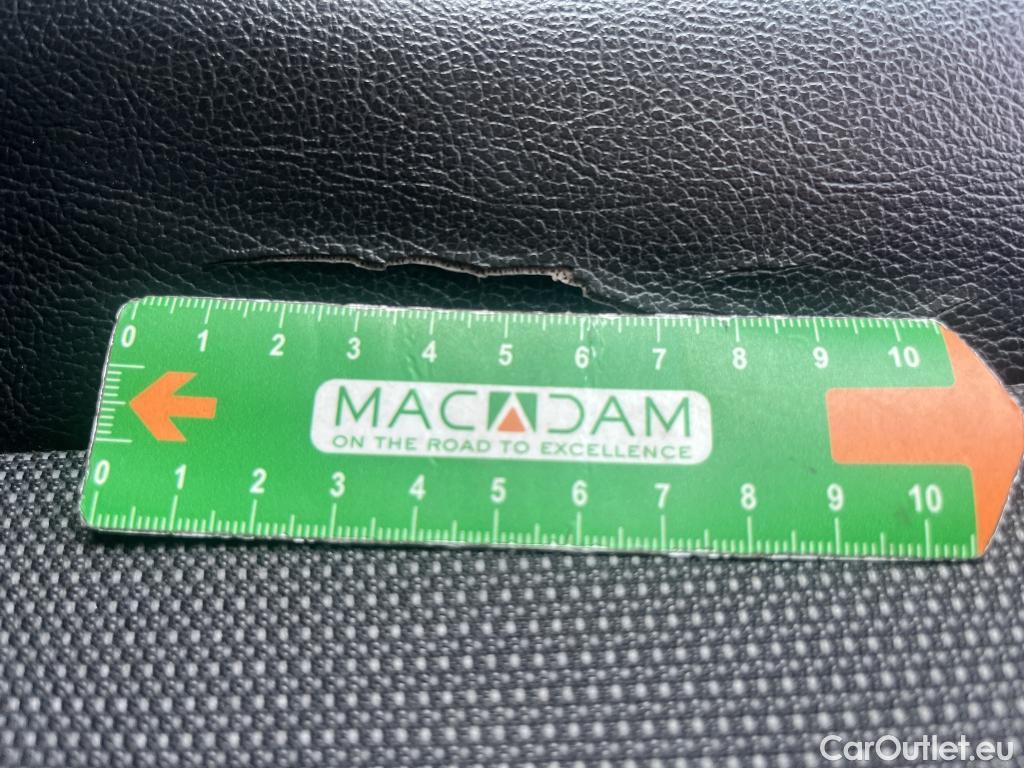 0 1 2 3 4 5 6 7 8 9 10
MACADAM
ON THE ROAD TO EXCELLENCE
0 1 2 3 4 5 6 7 8 9 10
CarOutlet.eu